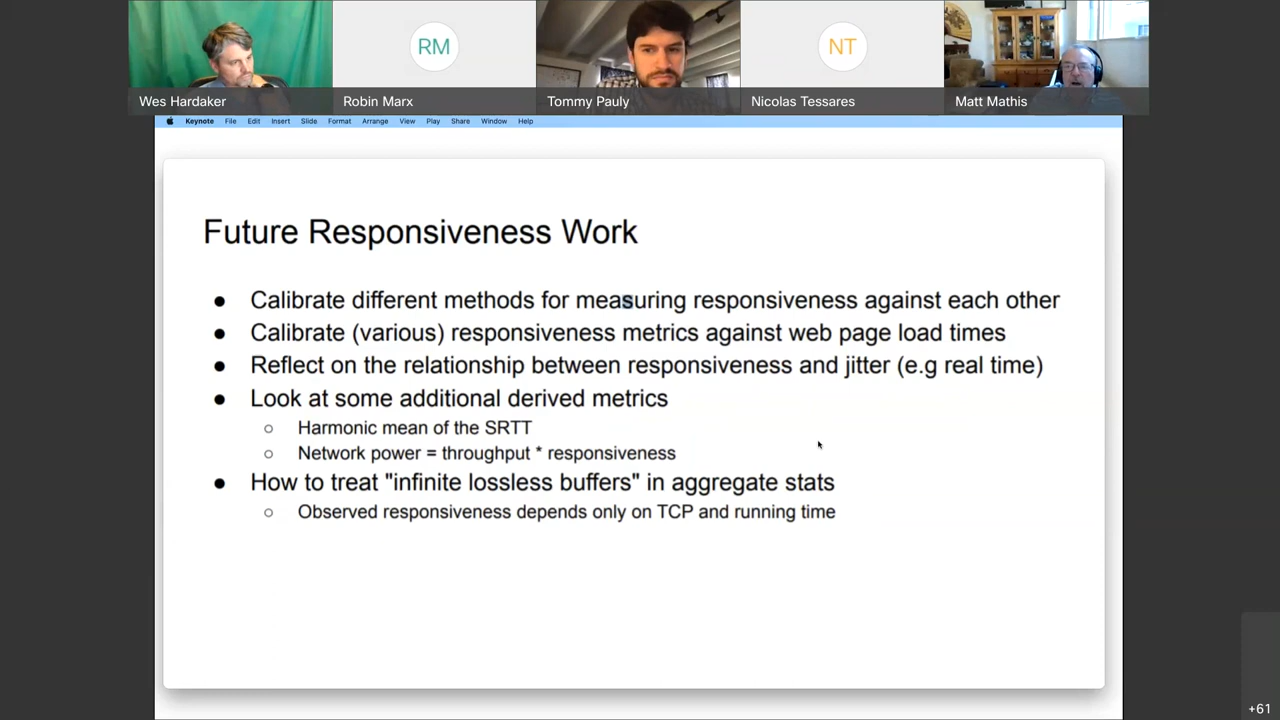 RM
NT
Wes Hardaker
Robin Marx
Tommy Pauly
Nicolas Tessares
Matt Mathis
Keynote File Edit Insert Slide Format Arrange View Play Share Window Help
Future Responsiveness Work
● Calibrate different methods for measuring responsiveness against each other
● Calibrate (various) responsiveness metrics against web page load times
● Reflect on the relationship between responsiveness and jitter (e.g real time)
● Look at some additional derived metrics
○ Harmonic mean of the SRTT
○ Network power = throughput * responsiveness
● How to treat "infinite lossless buffers" in aggregate stats
○ Observed responsiveness depends only on TCP and running time
+61